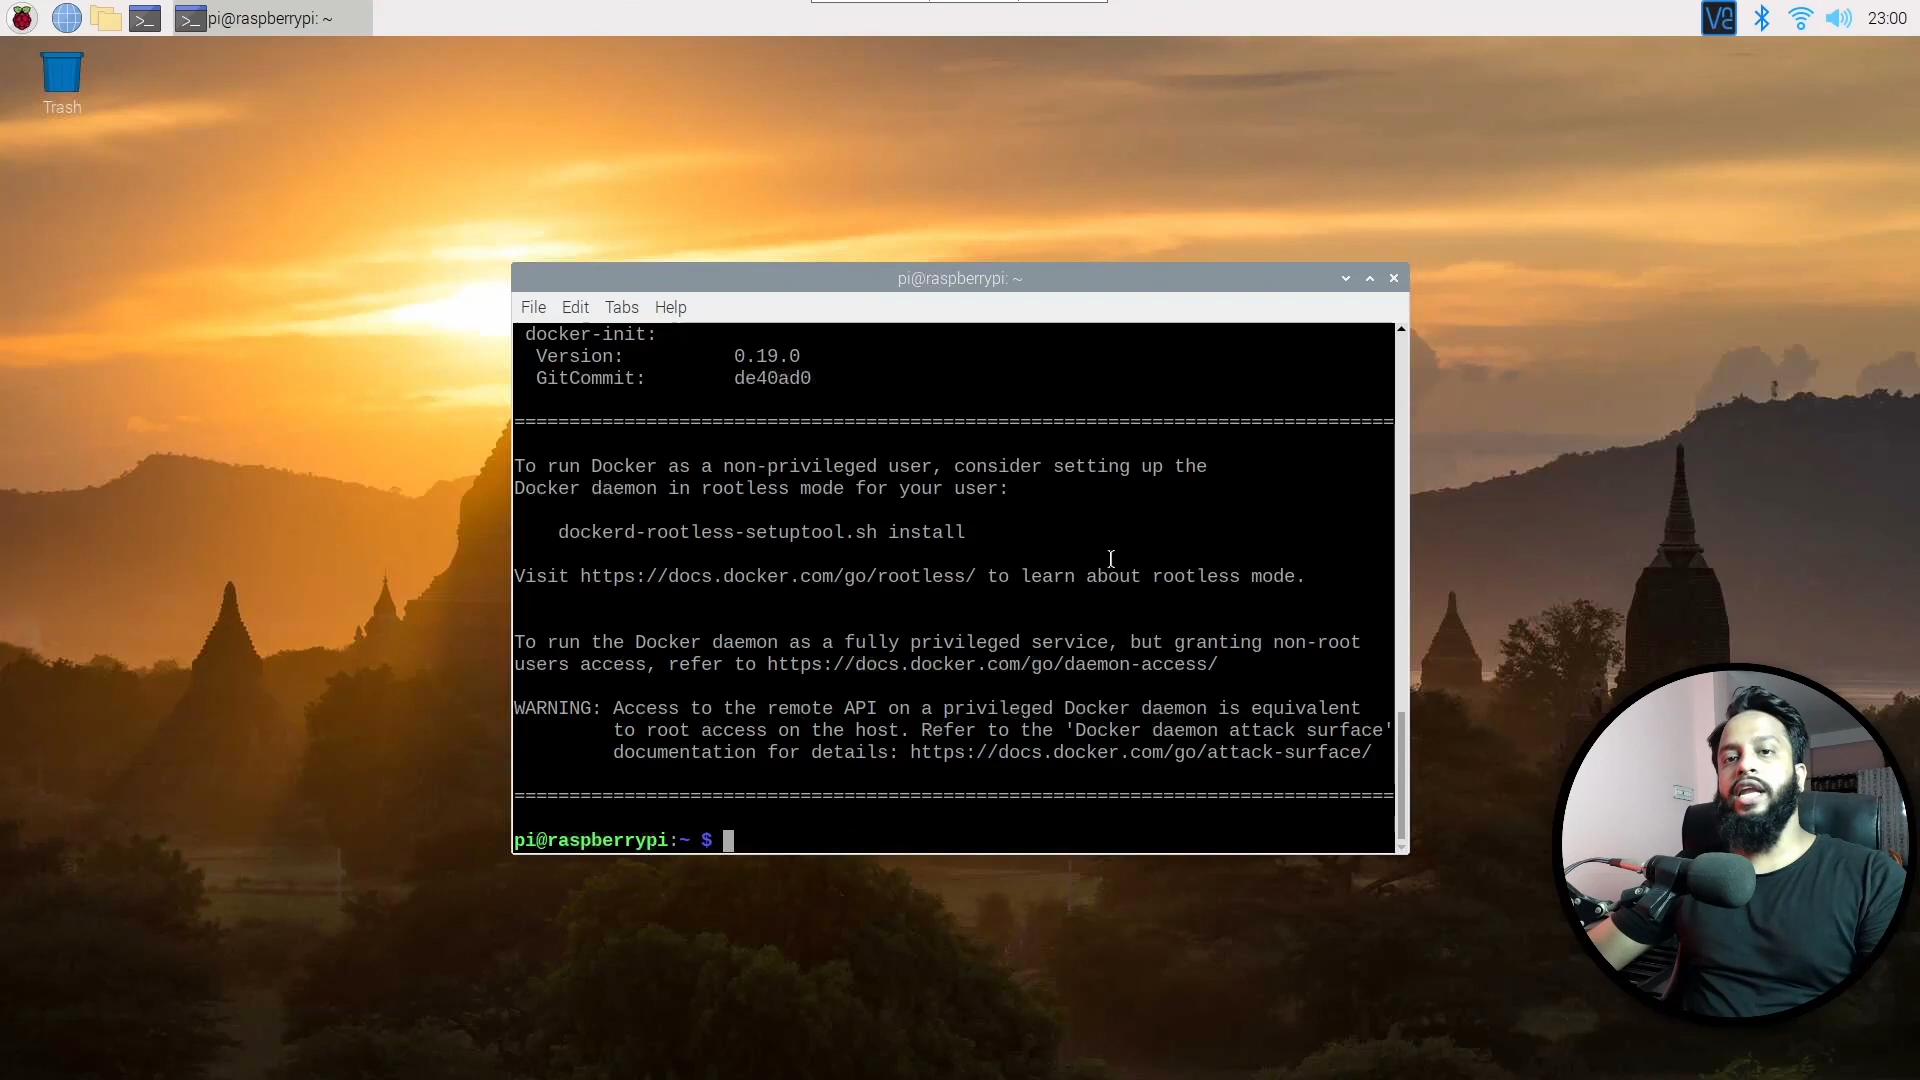 >_
>_ pi@raspberrypi: ~
23:00
Trash
pi@raspberrypi: ~
File Edit Tabs Help
docker-init:
Version: 0.19.0
GitCommit: de40ad0
================================================================================
To run Docker as a non-privileged user, consider setting up the
Docker daemon in rootless mode for your user:
dockerd-rootless-setuptool.sh install
Visit https://docs.docker.com/go/rootless/ to learn about rootless mode.
To run the Docker daemon as a fully privileged service, but granting non-root
users access, refer to https://docs.docker.com/go/daemon-access/
WARNING: Access to the remote API on a privileged Docker daemon is equivalent
to root access on the host. Refer to the 'Docker daemon attack surface'
documentation for details: https://docs.docker.com/go/attack-surface/
================================================================================
pi@raspberrypi:~ $